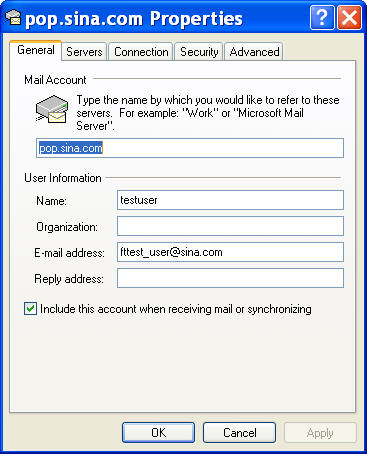 pop.sina.com Properties
General Servers Connection Security Advanced
Mail Account
Type the name by which you would like to refer to these
servers. For example: "Work" or "Microsoft Mail
Server".
pop.sina.com
User Information
Name: testuser
Organization:
E-mail address: fttest_user@sina.com
Reply address:
Include this account when receiving mail or synchronizing
OK Cancel Apply